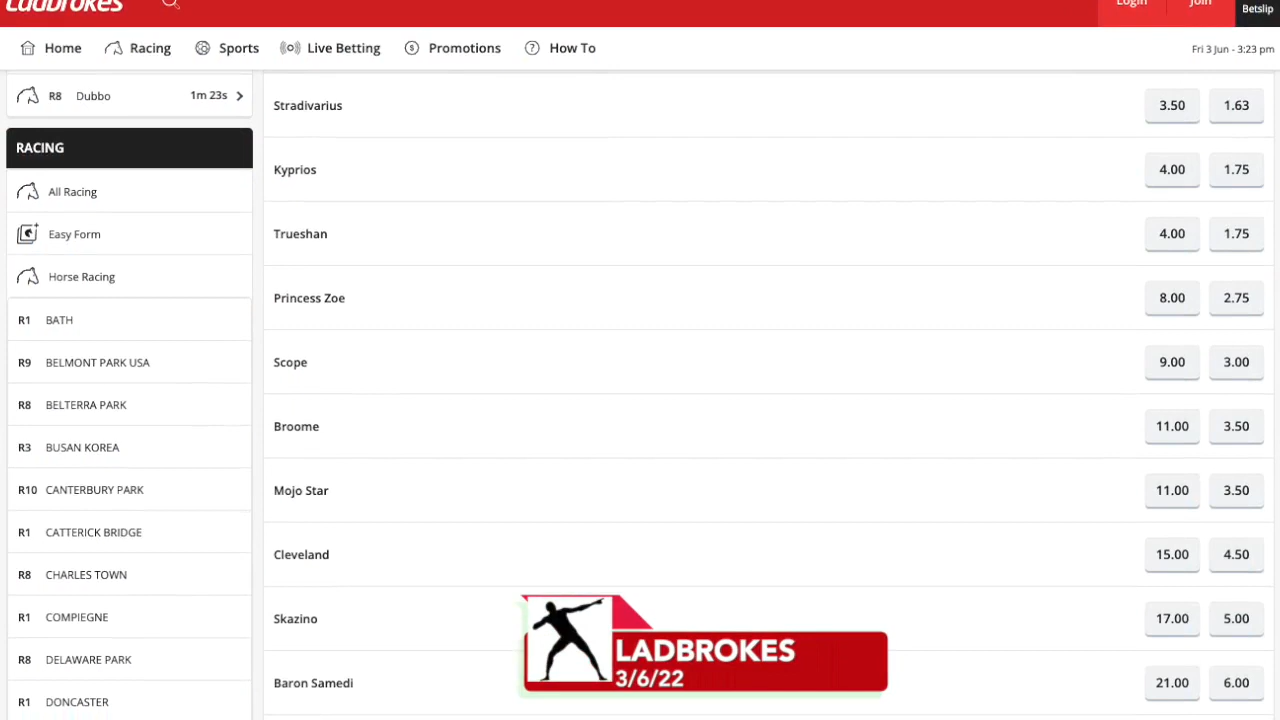 Ladbrokes
Login
Join
Betslip
Home
Racing
Sports
Live Betting
Promotions
How To
Fri 3 Jun - 3:23 pm
R8 Dubbo 1m 23s
RACING
All Racing
Easy Form
Horse Racing
R1 BATH
R9 BELMONT PARK USA
R8 BELTERRA PARK
R3 BUSAN KOREA
R10 CANTERBURY PARK
R1 CATTERICK BRIDGE
R8 CHARLES TOWN
R1 COMPIEGNE
R8 DELAWARE PARK
R1 DONCASTER
Stradivarius 3.50 1.63
Kyprios 4.00 1.75
Trueshan 4.00 1.75
Princess Zoe 8.00 2.75
Scope 9.00 3.00
Broome 11.00 3.50
Mojo Star 11.00 3.50
Cleveland 15.00 4.50
Skazino 17.00 5.00
Baron Samedi 21.00 6.00
LADBROKES
3/6/22